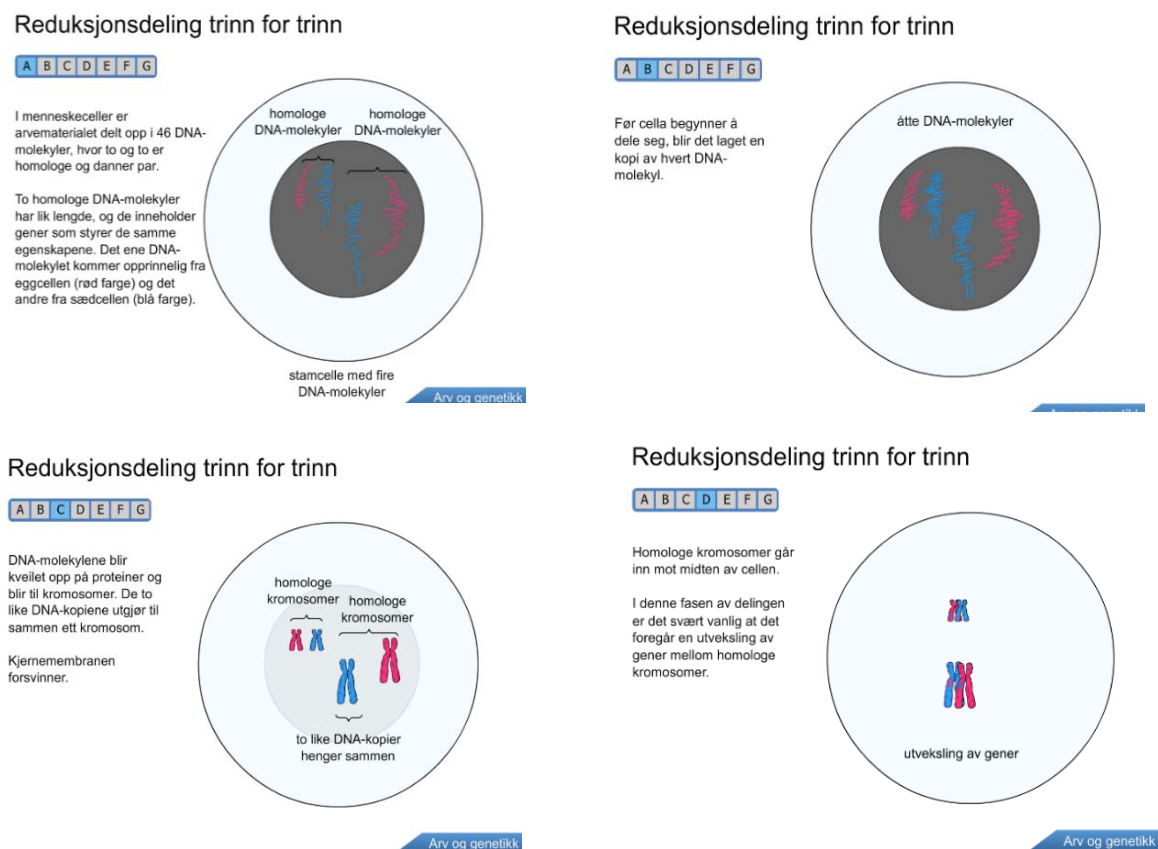 Reduksjonsdeling trinn for trinn
A B C D E F G
I menneskeceller er
arvematerialet delt opp i 46 DNA-
molekyler, hvor to og to er
homologe og danner par.
To homologe DNA-molekyler
har lik lengde, og de inneholder
gener som styrer de samme
egenskapene. Det ene DNA-
molekylet kommer opprinnelig fra
eggcellen (rød farge) og det
andre fra sædcellen (blå farge).
homologe
DNA-molekyler
homologe
DNA-molekyler
stamcelle med fire
DNA-molekyler
Arv og genetikk
Reduksjonsdeling trinn for trinn
A B C D E F G
Før cella begynner å
dele seg, blir det laget en
kopi av hvert DNA-
molekyl.
åtte DNA-molekyler
Reduksjonsdeling trinn for trinn
A B C D E F G
DNA-molekylene blir
kveilet opp på proteiner og
blir til kromosomer. De to
like DNA-kopiene utgjør til
sammen ett kromosom.
Kjernemembranen
forsvinner.
homologe
kromosomer
homologe
kromosomer
to like DNA-kopier
henger sammen
Arv og genetikk
Reduksjonsdeling trinn for trinn
A B C D E F G
Homologe kromosomer går
inn mot midten av cellen.
I denne fasen av delingen
er det svært vanlig at det
foregår en utveksling av
gener mellom homologe
kromosomer.
utveksling av gener
Arv og genetikk